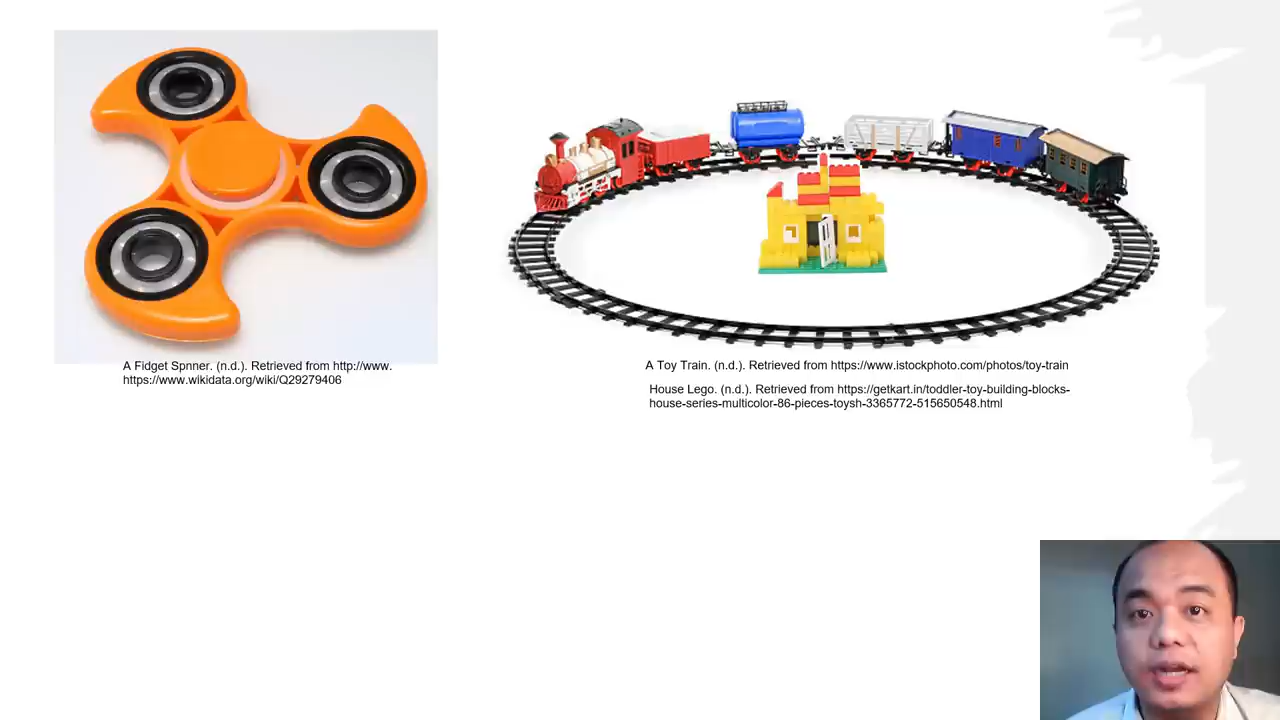 A Fidget Spnner. (n.d.). Retrieved from http://www.
https://www.wikidata.org/wiki/Q29279406
A Toy Train. (n.d.). Retrieved from https://www.istockphoto.com/photos/toy-train
House Lego. (n.d.). Retrieved from https://getkart.in/toddler-toy-building-blocks-
house-series-multicolor-86-pieces-toysh-3365772-515650548.html